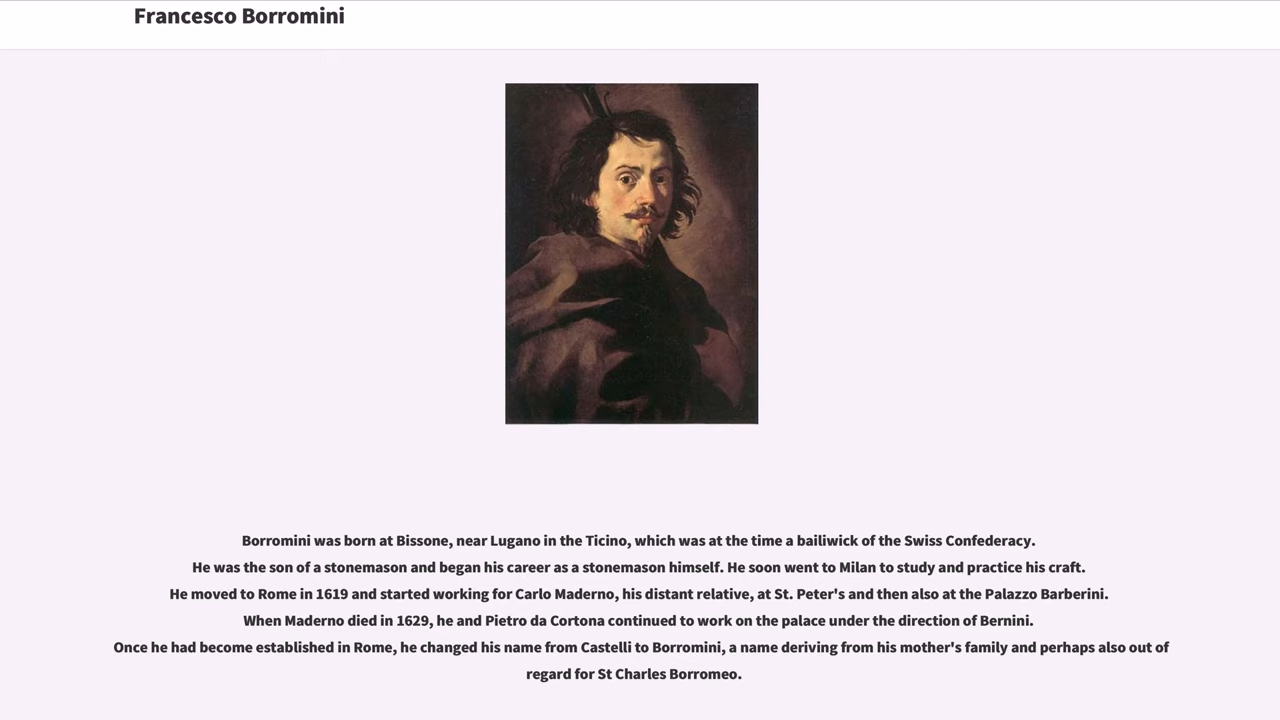 Francesco Borromini
Borromini was born at Bissone, near Lugano in the Ticino, which was at the time a bailiwick of the Swiss Confederacy.
He was the son of a stonemason and began his career as a stonemason himself. He soon went to Milan to study and practice his craft.
He moved to Rome in 1619 and started working for Carlo Maderno, his distant relative, at St. Peter's and then also at the Palazzo Barberini.
When Maderno died in 1629, he and Pietro da Cortona continued to work on the palace under the direction of Bernini.
Once he had become established in Rome, he changed his name from Castelli to Borromini, a name deriving from his mother's family and perhaps also out of
regard for St Charles Borromeo.